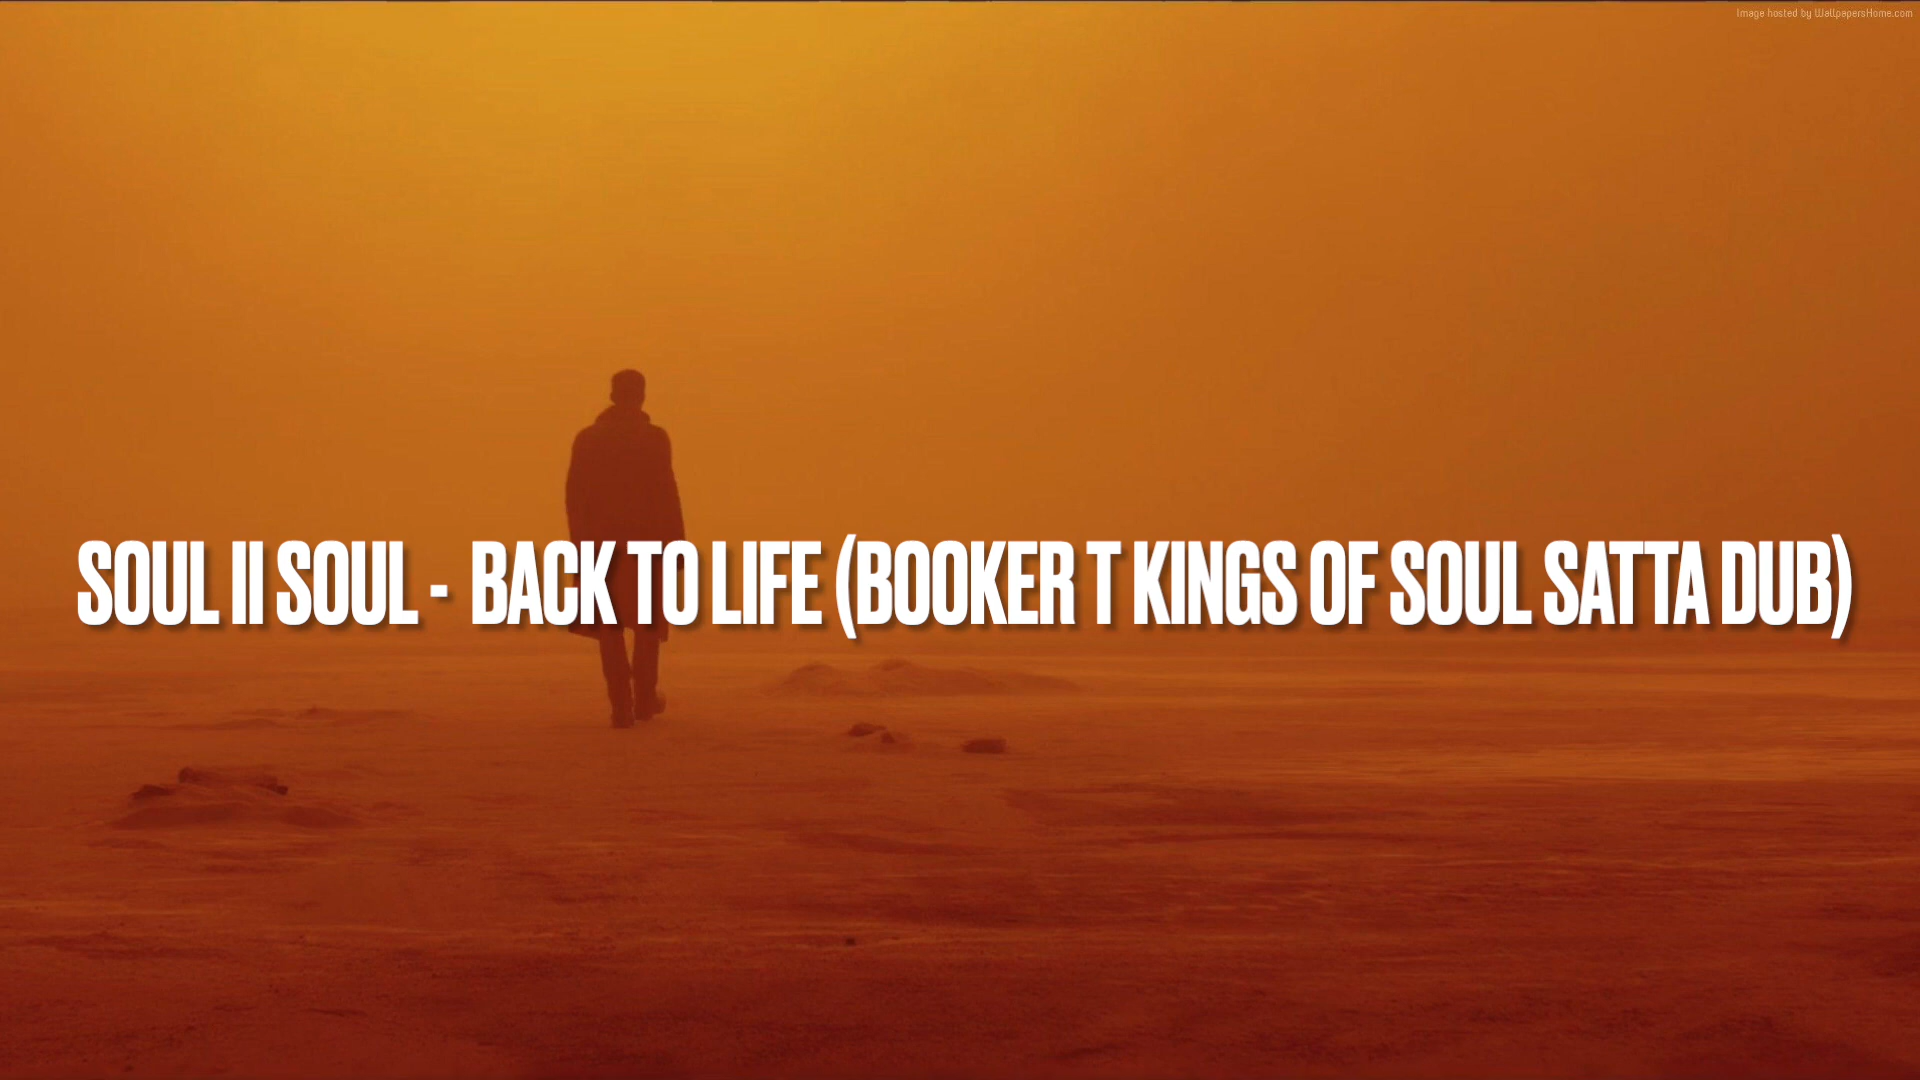 Image hosted by WallpapersHome.com
SOUL II SOUL - BACK TO LIFE (BOOKER T KINGS OF SOUL SATTA DUB)